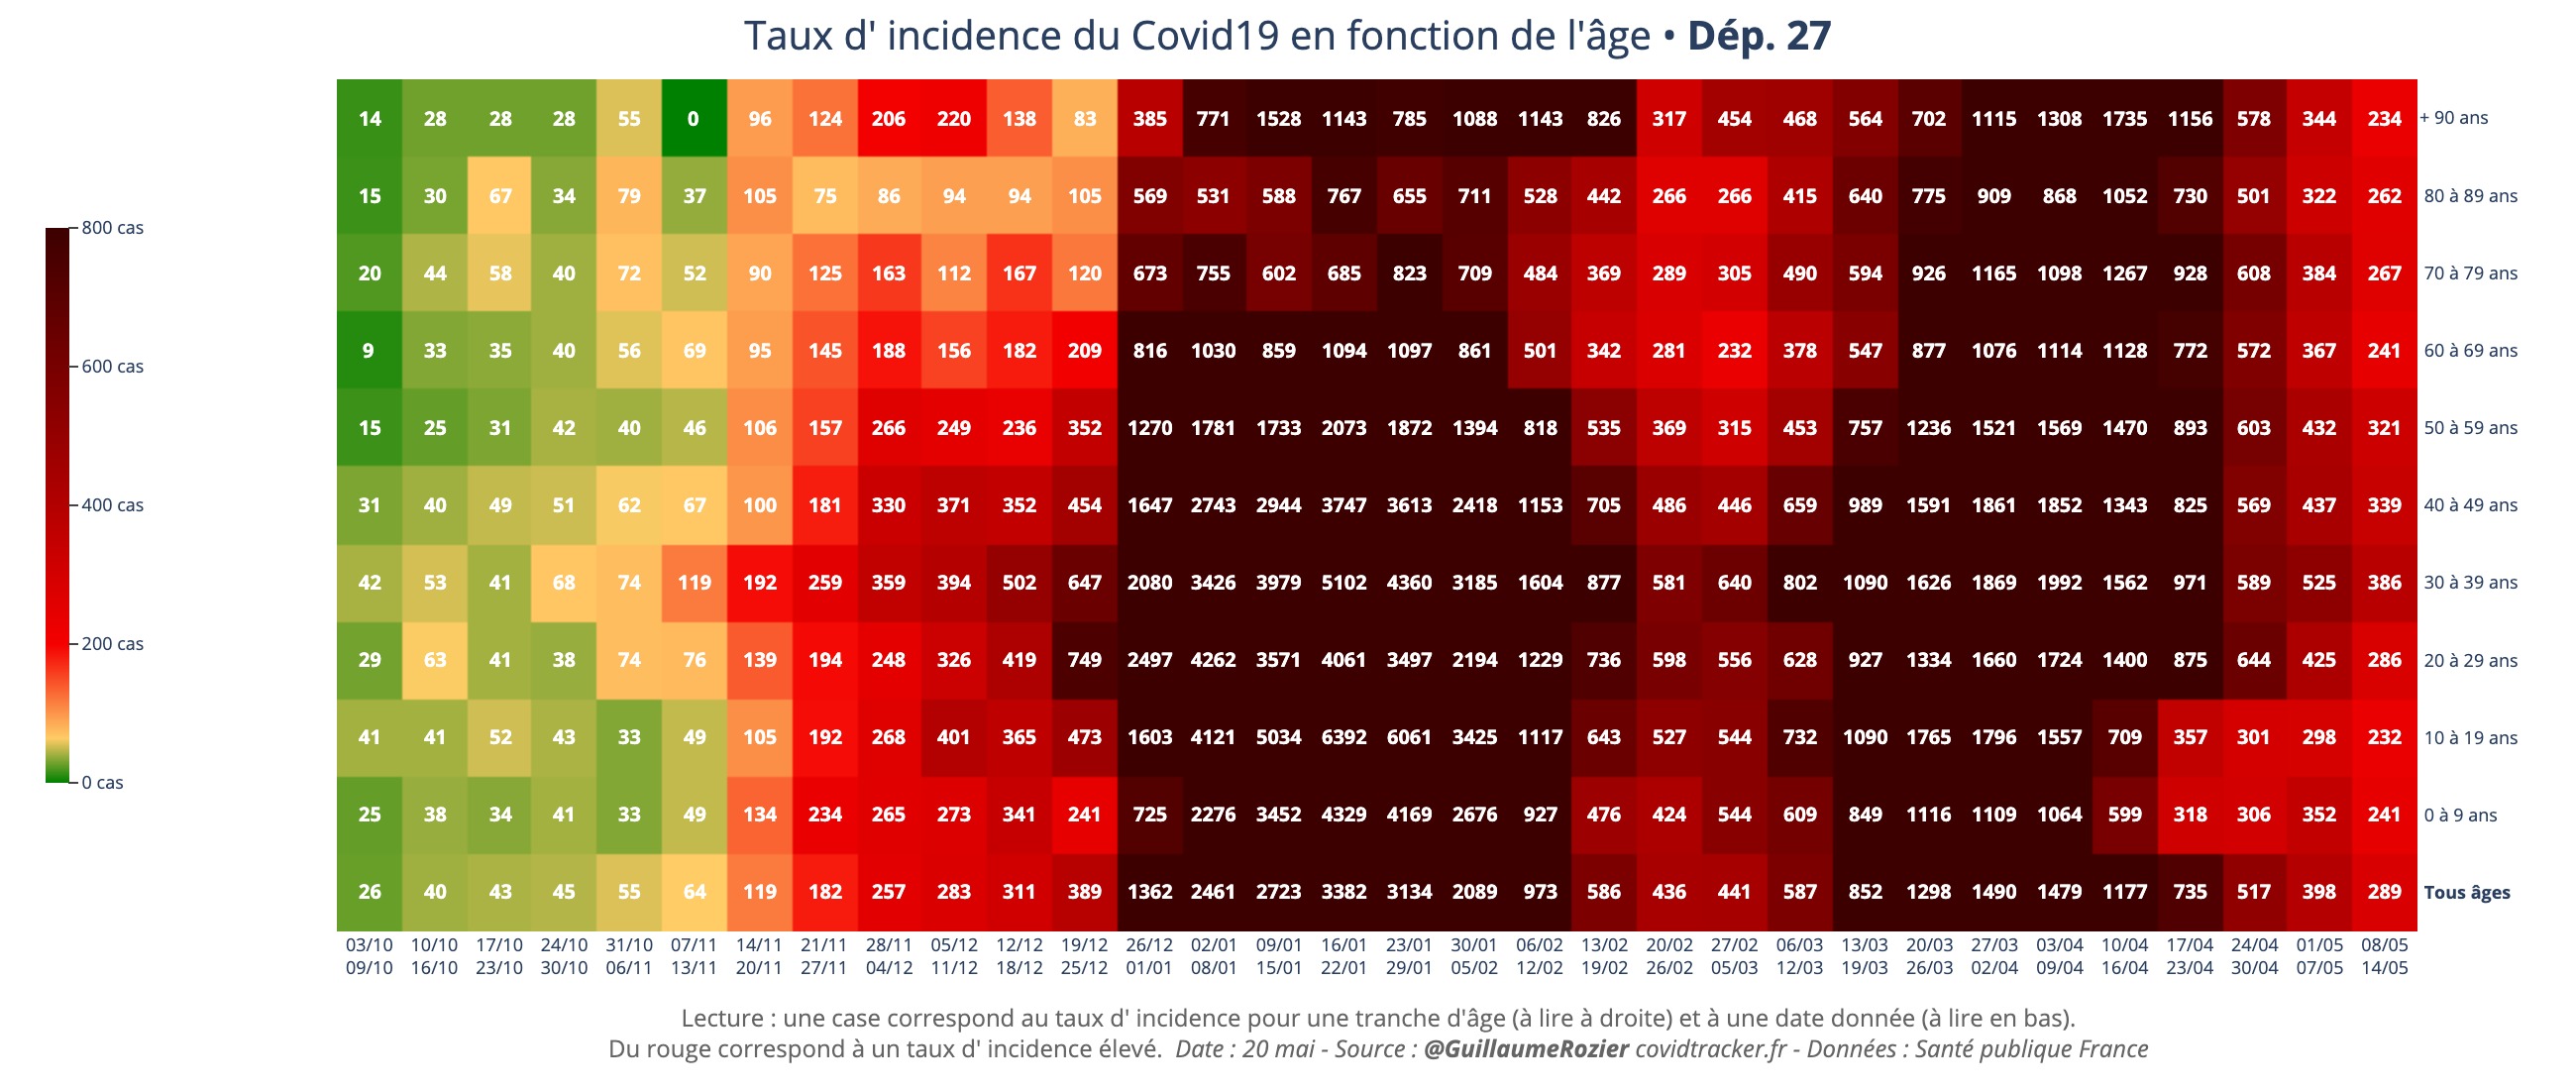 Taux d' incidence du Covid19 en fonction de l'âge • Dép. 27
800 cas
600 cas
400 cas
200 cas
0 cas
14 28 28 28 55 0 96 124 206 220 138 83 385 771 1528 1143 785 1088 1143 826 317 454 468 564 702 1115 1308 1735 1156 578 344 234 + 90 ans
15 30 67 34 79 37 105 75 86 94 94 105 569 531 588 767 655 711 528 442 266 266 415 640 775 909 868 1052 730 501 322 262 80 à 89 ans
20 44 58 40 72 52 90 125 163 112 167 120 673 755 602 685 823 709 484 369 289 305 490 594 926 1165 1098 1267 928 608 384 267 70 à 79 ans
9 33 35 40 56 69 95 145 188 156 182 209 816 1030 859 1094 1097 861 501 342 281 232 378 547 877 1076 1114 1128 772 572 367 241 60 à 69 ans
15 25 31 42 40 46 106 157 266 249 236 352 1270 1781 1733 2073 1872 1394 818 535 369 315 453 757 1236 1521 1569 1470 893 603 432 321 50 à 59 ans
31 40 49 51 62 67 100 181 330 371 352 454 1647 2743 2944 3747 3613 2418 1153 705 486 446 659 989 1591 1861 1852 1343 825 569 437 339 40 à 49 ans
42 53 41 68 74 119 192 259 359 394 502 647 2080 3426 3979 5102 4360 3185 1604 877 581 640 802 1090 1626 1869 1992 1562 971 589 525 386 30 à 39 ans
29 63 41 38 74 76 139 194 248 326 419 749 2497 4262 3571 4061 3497 2194 1229 736 598 556 628 927 1334 1660 1724 1400 875 644 425 286 20 à 29 ans
41 41 52 43 33 49 105 192 268 401 365 473 1603 4121 5034 6392 6061 3425 1117 643 527 544 732 1090 1765 1796 1557 709 357 301 298 232 10 à 19 ans
25 38 34 41 33 49 134 234 265 273 341 241 725 2276 3452 4329 4169 2676 927 476 424 544 609 849 1116 1109 1064 599 318 306 352 241 0 à 9 ans
26 40 43 45 55 64 119 182 257 283 311 389 1362 2461 2723 3382 3134 2089 973 586 436 441 587 852 1298 1490 1479 1177 735 517 398 289 Tous âges
03/10 10/10 17/10 24/10 31/10 07/11 14/11 21/11 28/11 05/12 12/12 19/12 26/12 02/01 09/01 16/01 23/01 30/01 06/02 13/02 20/02 27/02 06/03 13/03 20/03 27/03 03/04 10/04 17/04 24/04 01/05 08/05
09/10 16/10 23/10 30/10 06/11 13/11 20/11 27/11 04/12 11/12 18/12 25/12 01/01 08/01 15/01 22/01 29/01 05/02 12/02 19/02 26/02 05/03 12/03 19/03 26/03 02/04 09/04 16/04 23/04 30/04 07/05 14/05
Lecture : une case correspond au taux d' incidence pour une tranche d'âge (à lire à droite) et à une date donnée (à lire en bas).
Du rouge correspond à un taux d' incidence élevé. Date : 20 mai - Source : @GuillaumeRozier covidtracker.fr - Données : Santé publique France